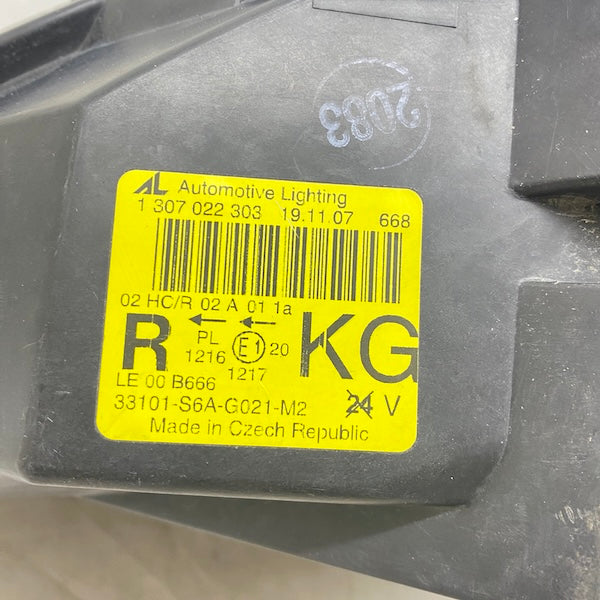 2083
AL Automotive Lighting
1 307 022 303 19.11.07 668
02 HC/R 02 A 01 1a
R PL E1 20 KG
1216
1217
LE 00 B666
33101-S6A-G021-M2 24 V
Made in Czech Republic